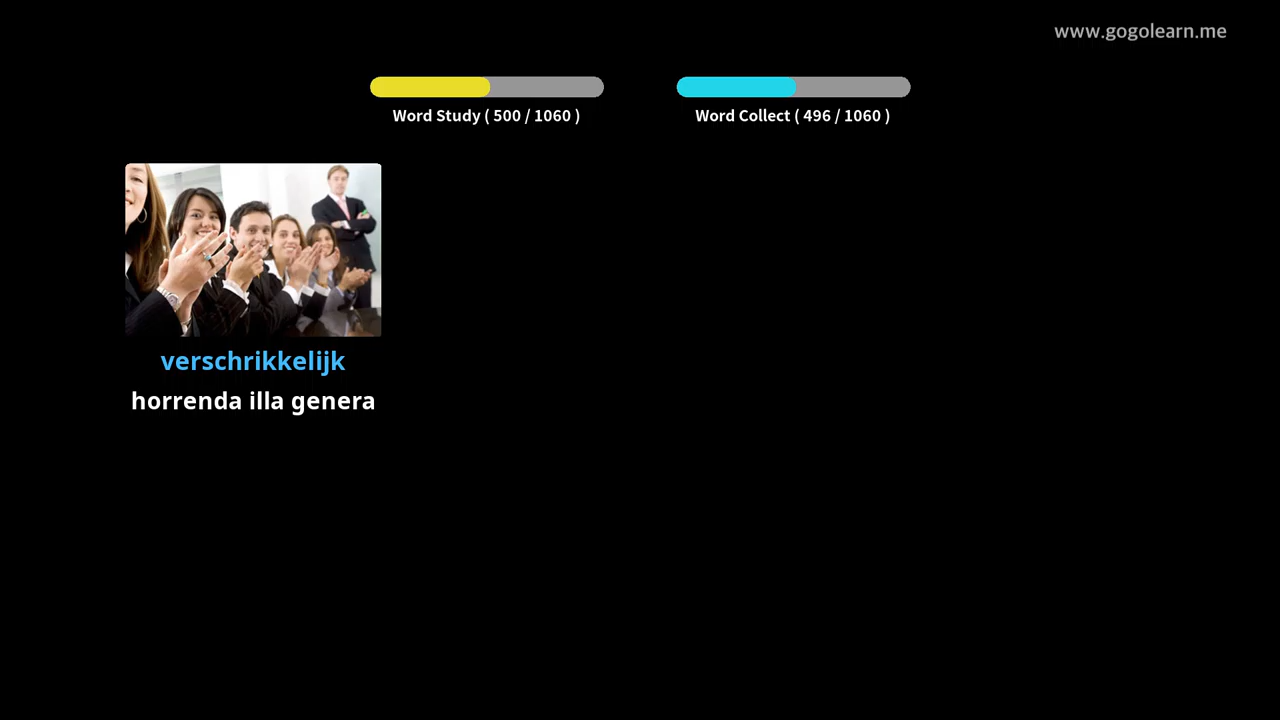 www.gogolearn.me
Word Study ( 500 / 1060 )
Word Collect ( 496 / 1060 )
verschrikkelijk
horrenda illa genera